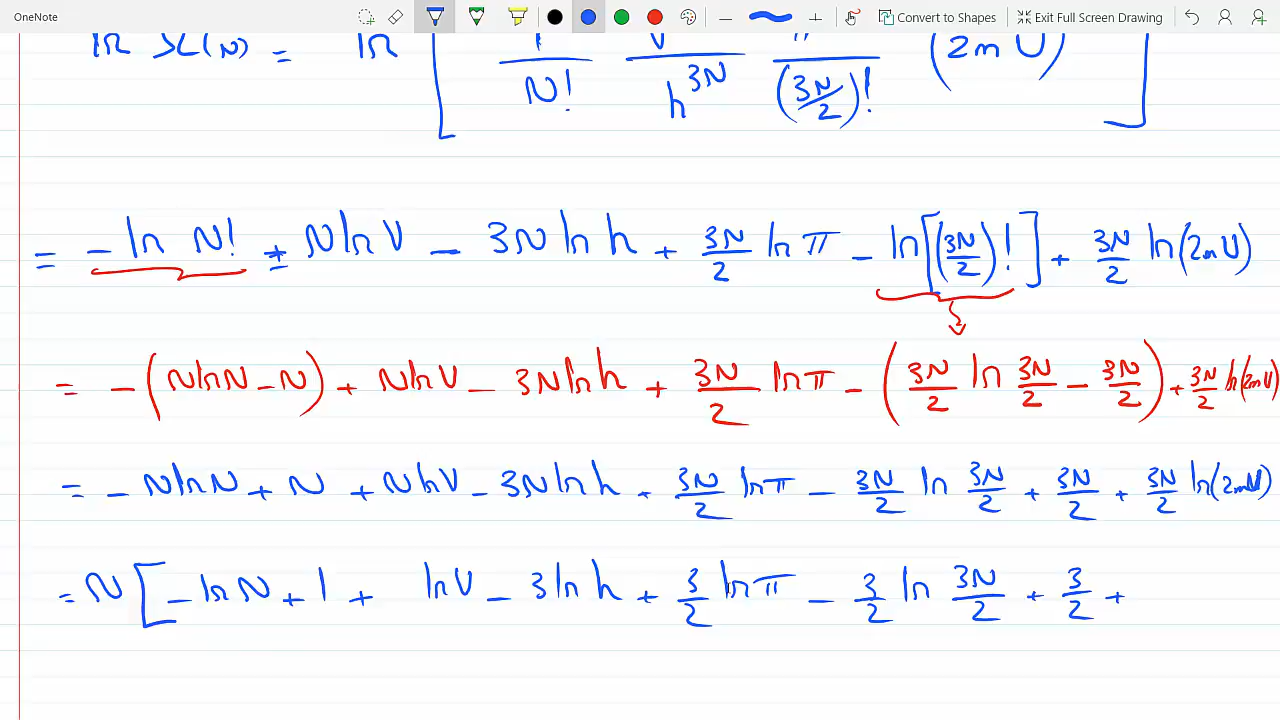 OneNote
Convert to Shapes Exit Full Screen Drawing
ln Ω(N) = ln [ 1/N! V/h^3N π/(3N/2)! (2mU) ]
= - ln N! + N ln V - 3N ln h + 3N/2 ln π - ln[(3N/2)!] + 3N/2 ln(2mU)
= -(N ln N - N) + N ln V - 3N ln h + 3N/2 ln π - (3N/2 ln 3N/2 - 3N/2) + 3N/2 ln(2mU)
= - N ln N + N + N ln V - 3N ln h + 3N/2 ln π - 3N/2 ln 3N/2 + 3N/2 + 3N/2 ln(2mU)
= N [ - ln N + 1 + ln V - 3 ln h + 3/2 ln π - 3/2 ln 3N/2 + 3/2 +